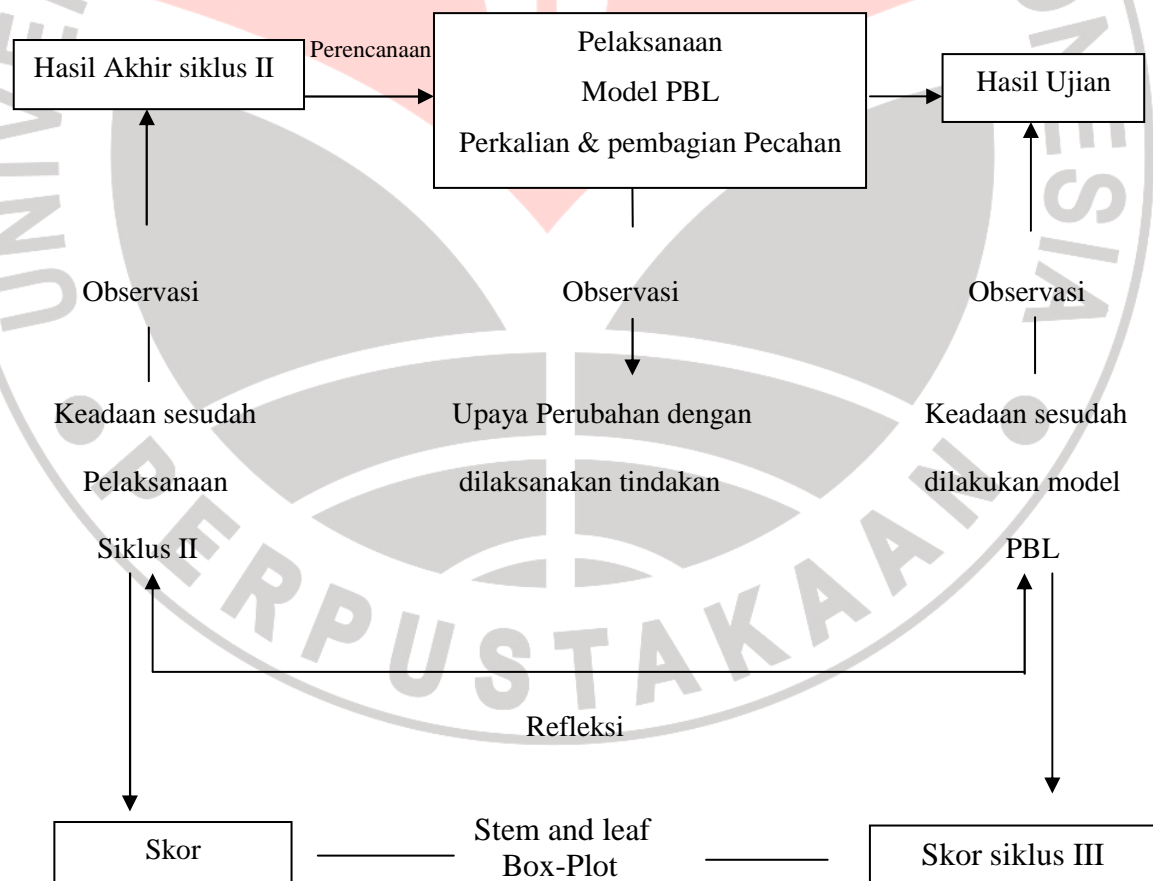 Hasil Akhir siklus II
Perencanaan
Pelaksanaan
Model PBL
Perkalian & pembagian Pecahan
Hasil Ujian
Observasi
Observasi
Observasi
Keadaan sesudah
Pelaksanaan
Siklus II
Upaya Perubahan dengan
dilaksanakan tindakan
Keadaan sesudah
dilakukan model
PBL
Refleksi
Skor
Stem and leaf
Box-Plot
Skor siklus III
PERPUSTAKAAN